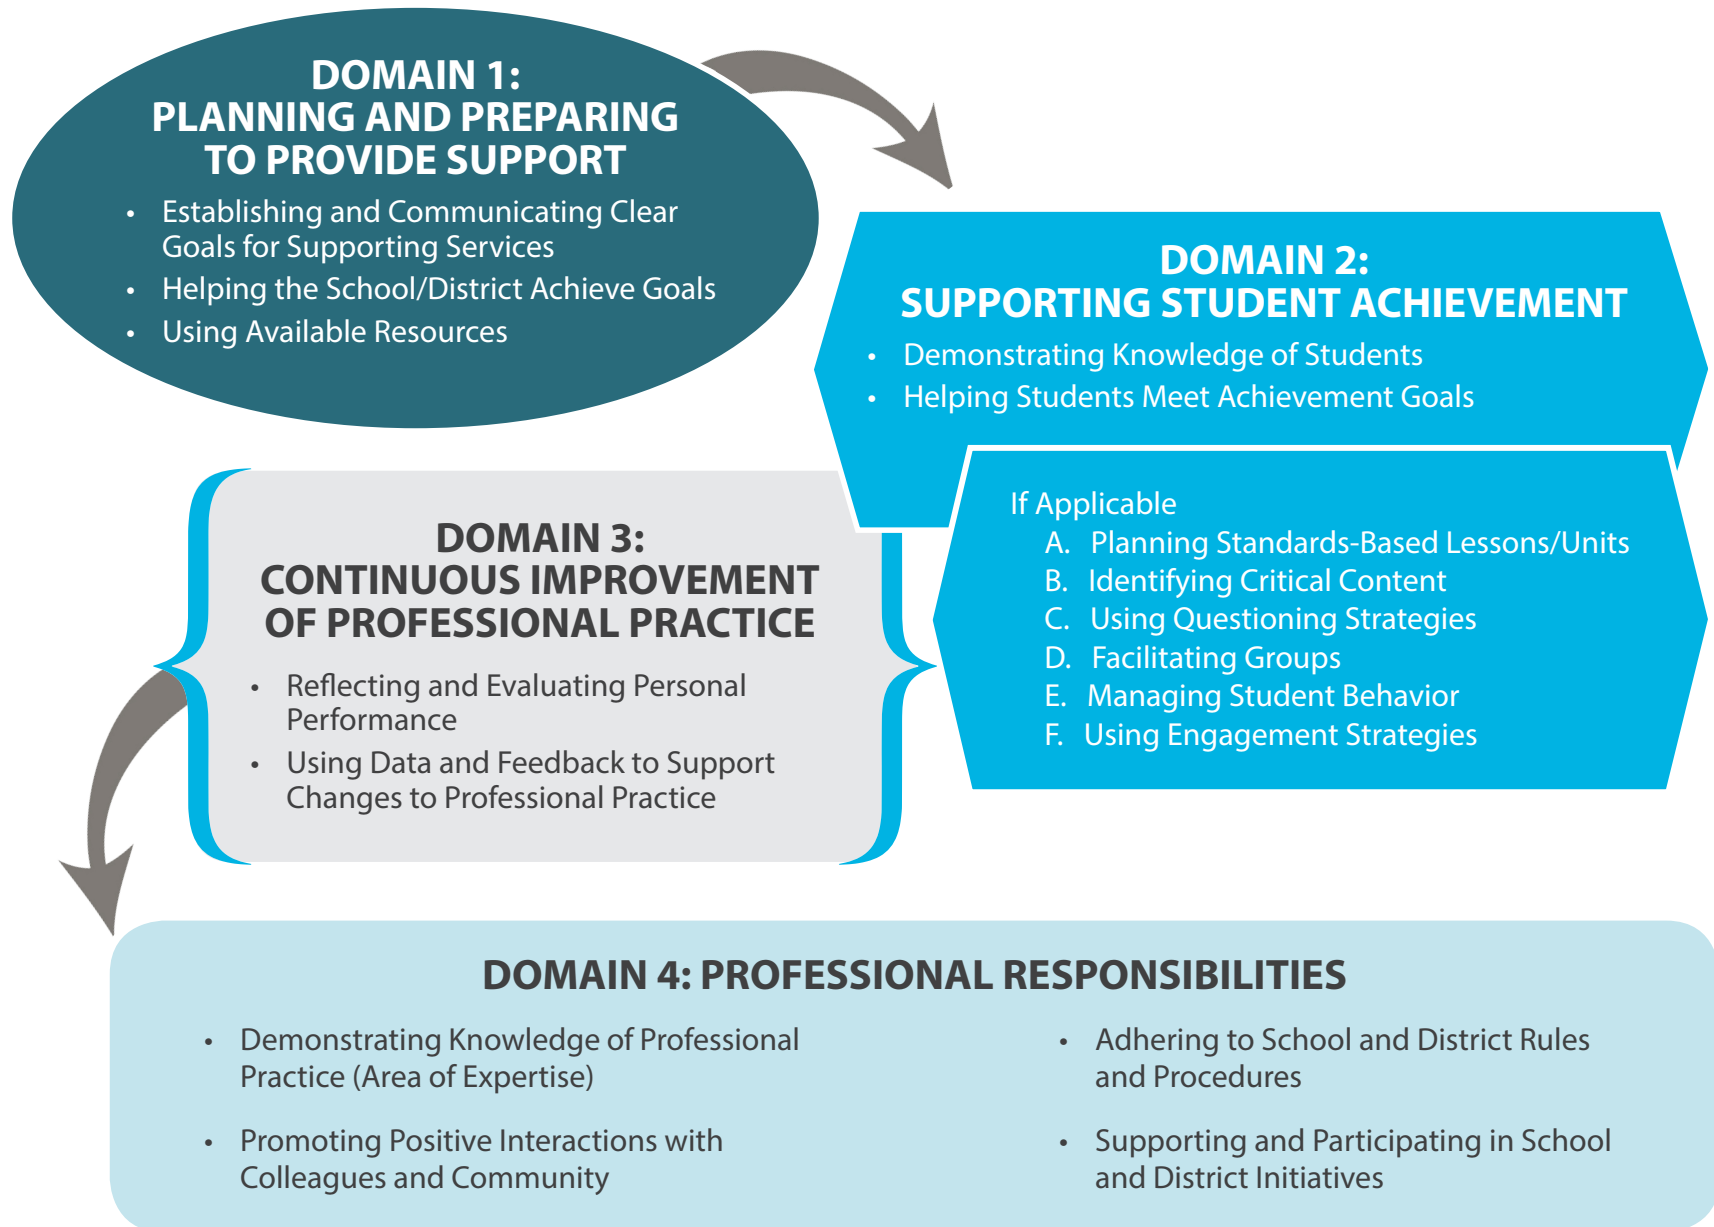 DOMAIN 1:
PLANNING AND PREPARING
TO PROVIDE SUPPORT
• Establishing and Communicating Clear
Goals for Supporting Services
• Helping the School/District Achieve Goals
• Using Available Resources
DOMAIN 2:
SUPPORTING STUDENT ACHIEVEMENT
• Demonstrating Knowledge of Students
• Helping Students Meet Achievement Goals
If Applicable
A. Planning Standards-Based Lessons/Units
B. Identifying Critical Content
C. Using Questioning Strategies
D. Facilitating Groups
E. Managing Student Behavior
F. Using Engagement Strategies
DOMAIN 3:
CONTINUOUS IMPROVEMENT
OF PROFESSIONAL PRACTICE
• Reflecting and Evaluating Personal
Performance
• Using Data and Feedback to Support
Changes to Professional Practice
DOMAIN 4: PROFESSIONAL RESPONSIBILITIES
• Demonstrating Knowledge of Professional
Practice (Area of Expertise)
• Promoting Positive Interactions with
Colleagues and Community
• Adhering to School and District Rules
and Procedures
• Supporting and Participating in School
and District Initiatives